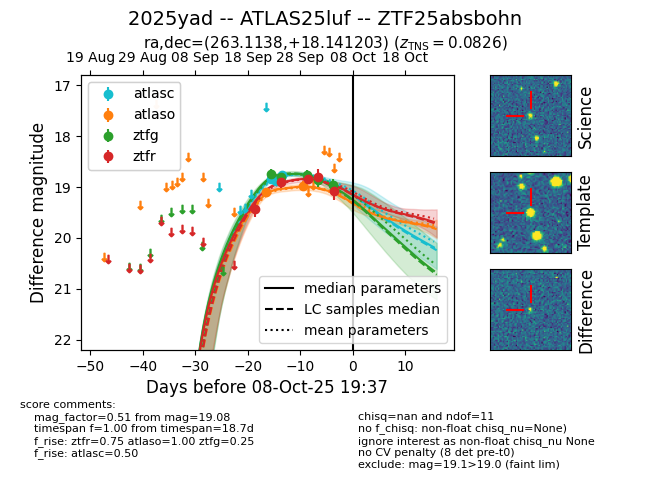 2025yad -- ATLAS25luf -- ZTF25absbohn
ra,dec=(263.1138,+18.141203) (z_TNS = 0.0826)
19 Aug 29 Aug 08 Sep 18 Sep 28 Sep 08 Oct 18 Oct
17
18
19
20
21
22
Difference magnitude
atlasc
atlaso
ztfg
ztfr
median parameters
LC samples median
mean parameters
−50 −40 −30 −20 −10 0 10
Days before 08-Oct-25 19:37
Science
Template
Difference
score comments:
mag_factor=0.51 from mag=19.08
timespan f=1.00 from timespan=18.7d
f_rise: ztfr=0.75 atlaso=1.00 ztfg=0.25
f_rise: atlasc=0.50
chisq=nan and ndof=11
no f_chisq: non-float chisq_nu=None)
ignore interest as non-float chisq_nu None
no CV penalty (8 det pre-t0)
exclude: mag=19.1>19.0 (faint lim)